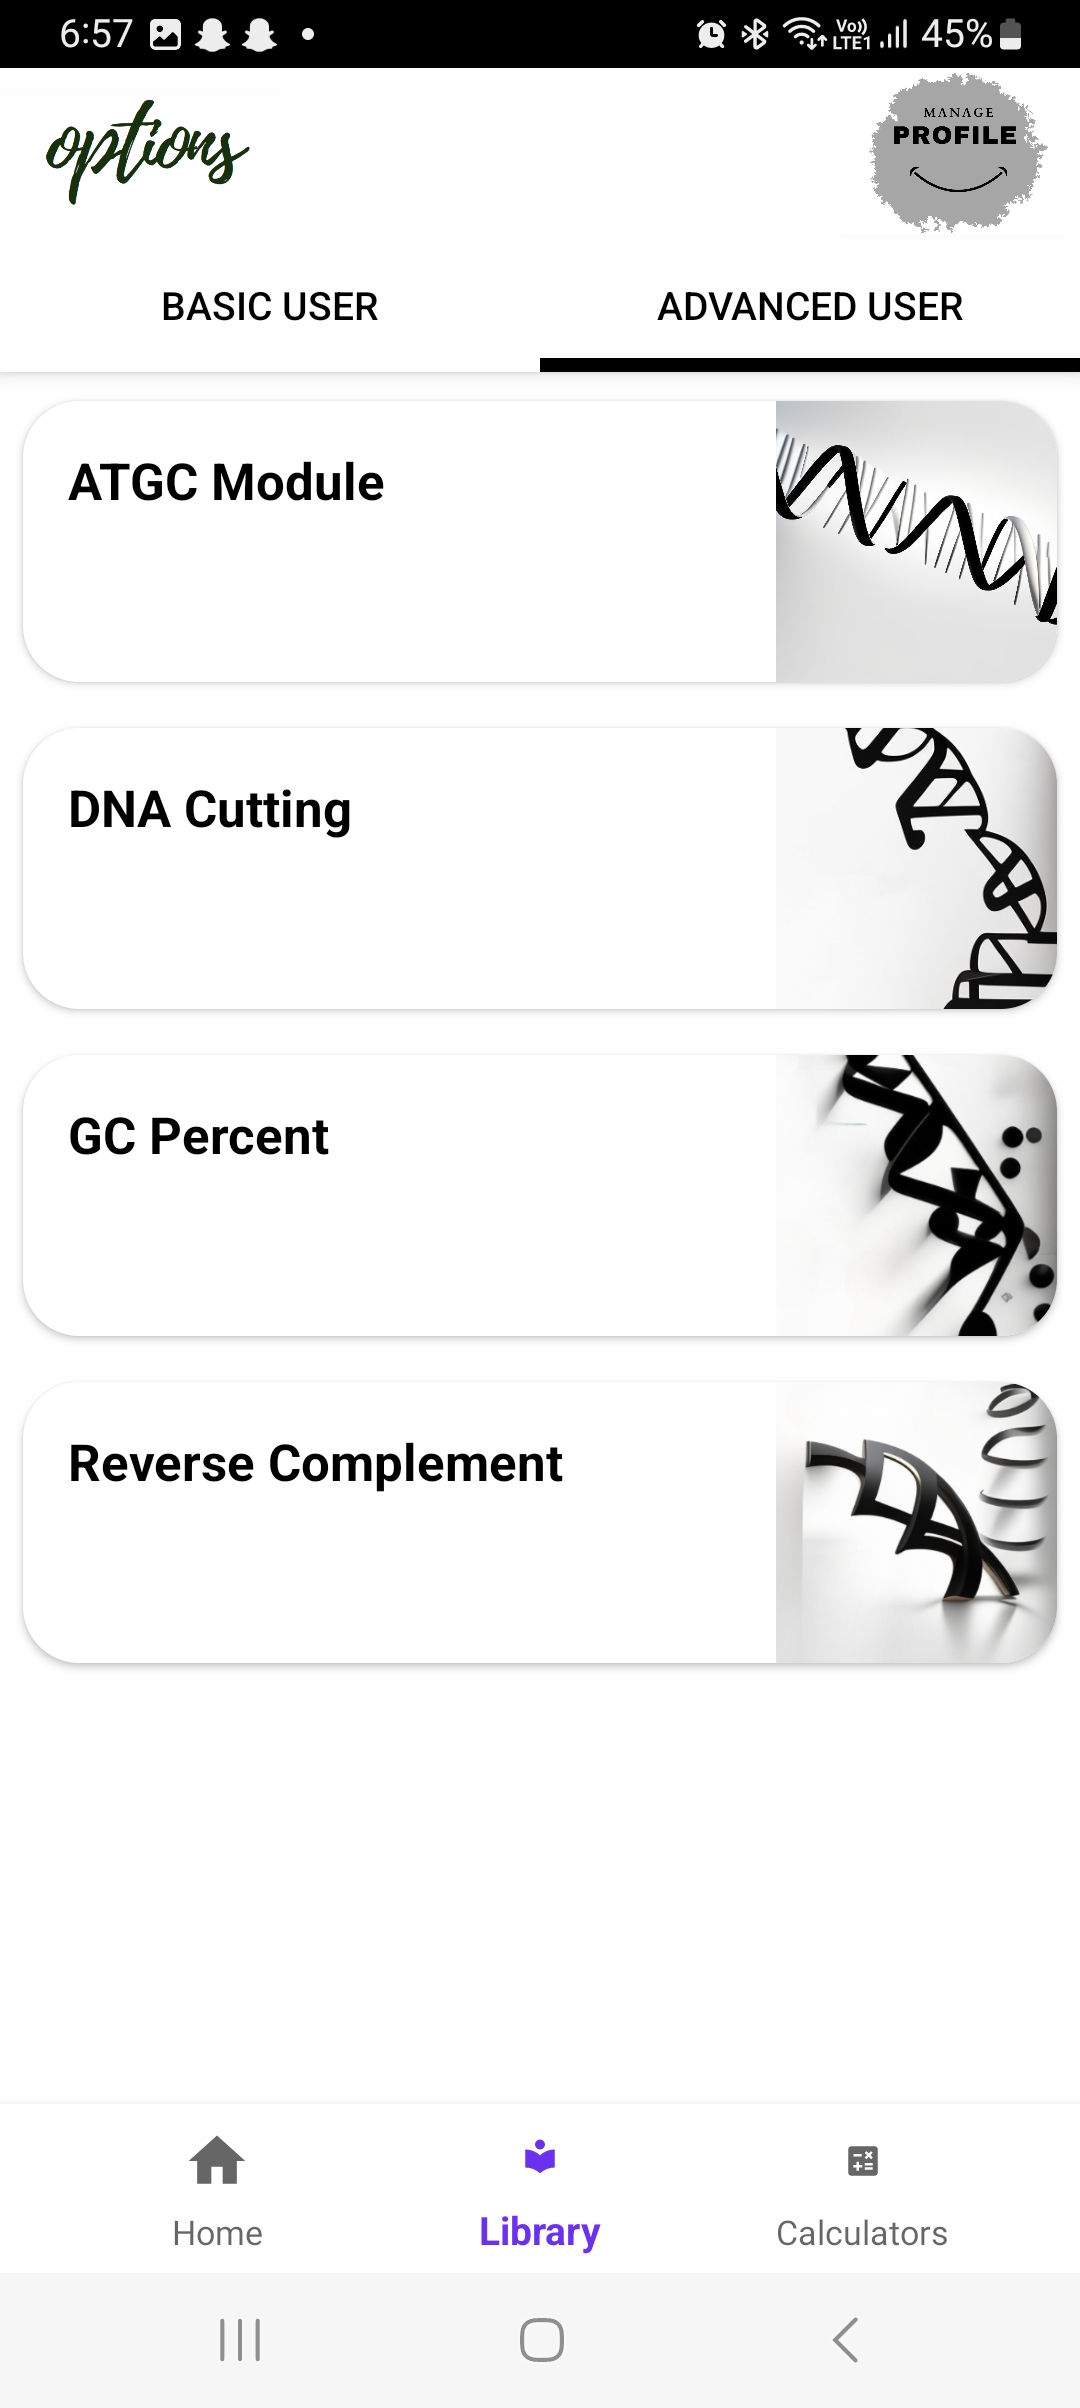 6:57
Vo)) LTE1 45%
options
MANAGE
PROFILE
BASIC USER
ADVANCED USER
ATGC Module
DNA Cutting
GC Percent
Reverse Complement
Home
Library
Calculators